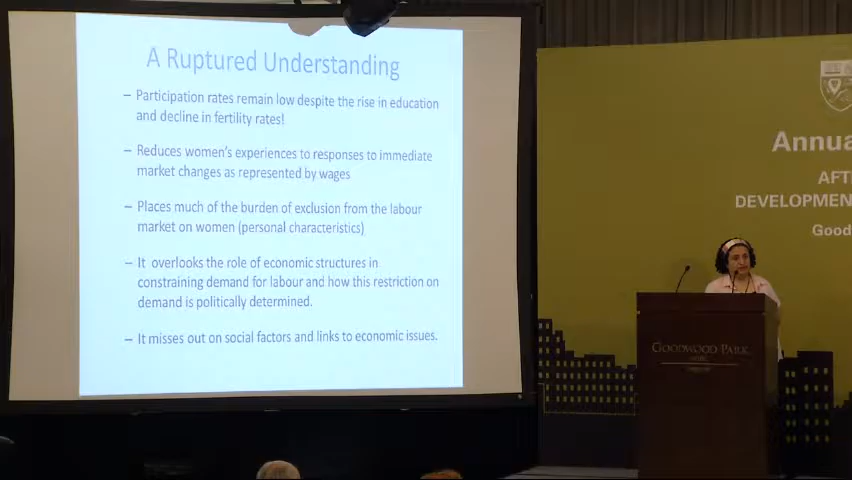 A Ruptured Understanding
– Participation rates remain low despite the rise in education
and decline in fertility rates!
– Reduces women's experiences to responses to immediate
market changes as represented by wages
– Places much of the burden of exclusion from the labour
market on women (personal characteristics)
– It overlooks the role of economic structures in
constraining demand for labour and how this restriction on
demand is politically determined.
– It misses out on social factors and links to economic issues.
Annua
AFT
DEVELOPMEN
Good
GOODWOOD PARK